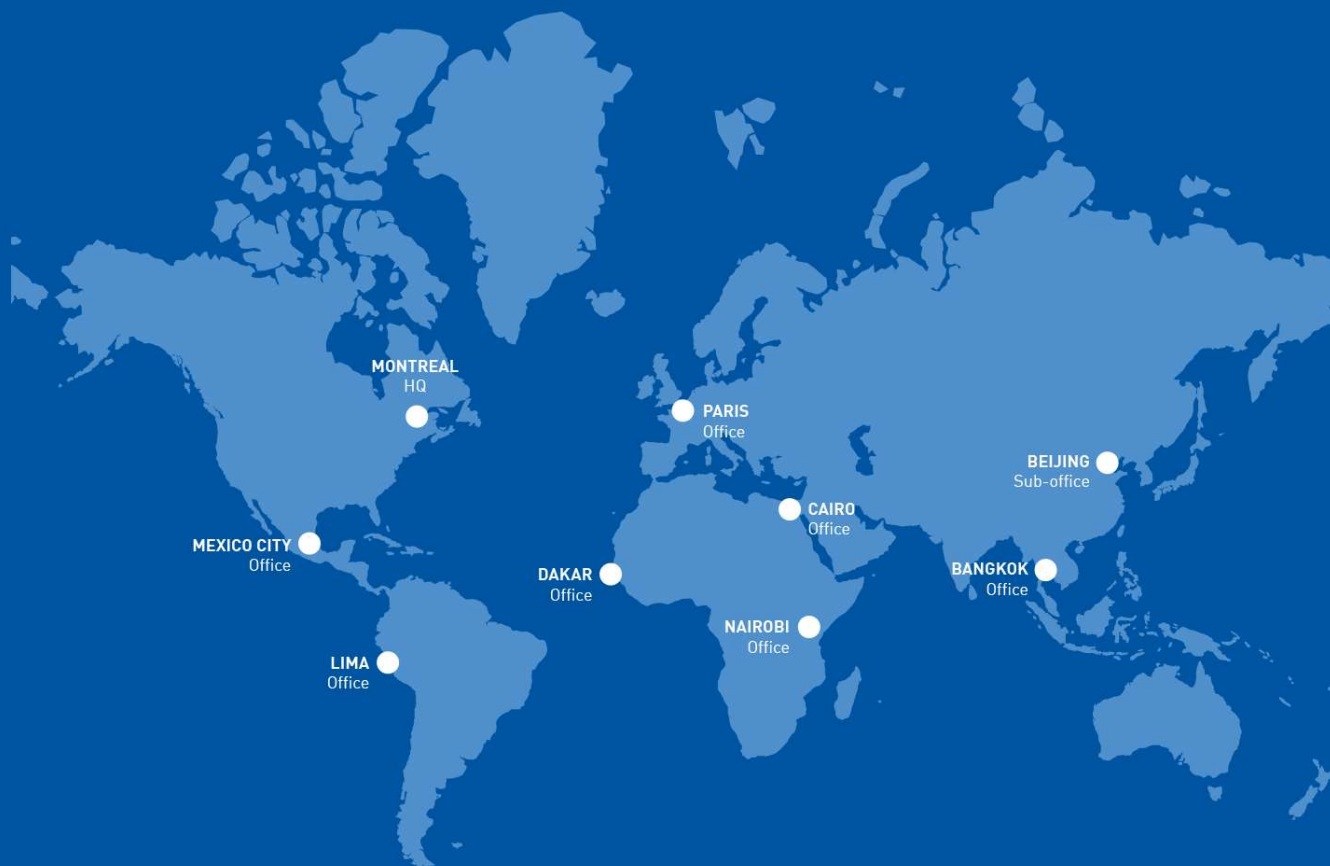 MONTREAL
HQ
PARIS
Office
BEIJING
Sub-office
CAIRO
Office
MEXICO CITY
Office
DAKAR
Office
BANGKOK
Office
NAIROBI
Office
LIMA
Office